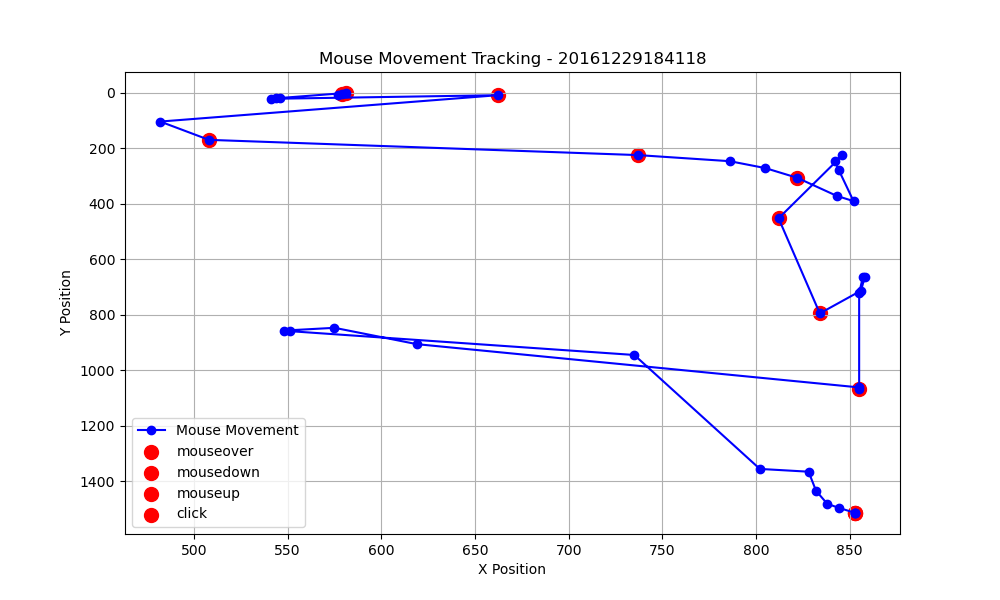 Mouse Movement Tracking - 20161229184118
0
200
400
600
800
1000
1200
1400
Y Position
Mouse Movement
mouseover
mousedown
mouseup
click
500
550
600
650
700
750
800
850
X Position